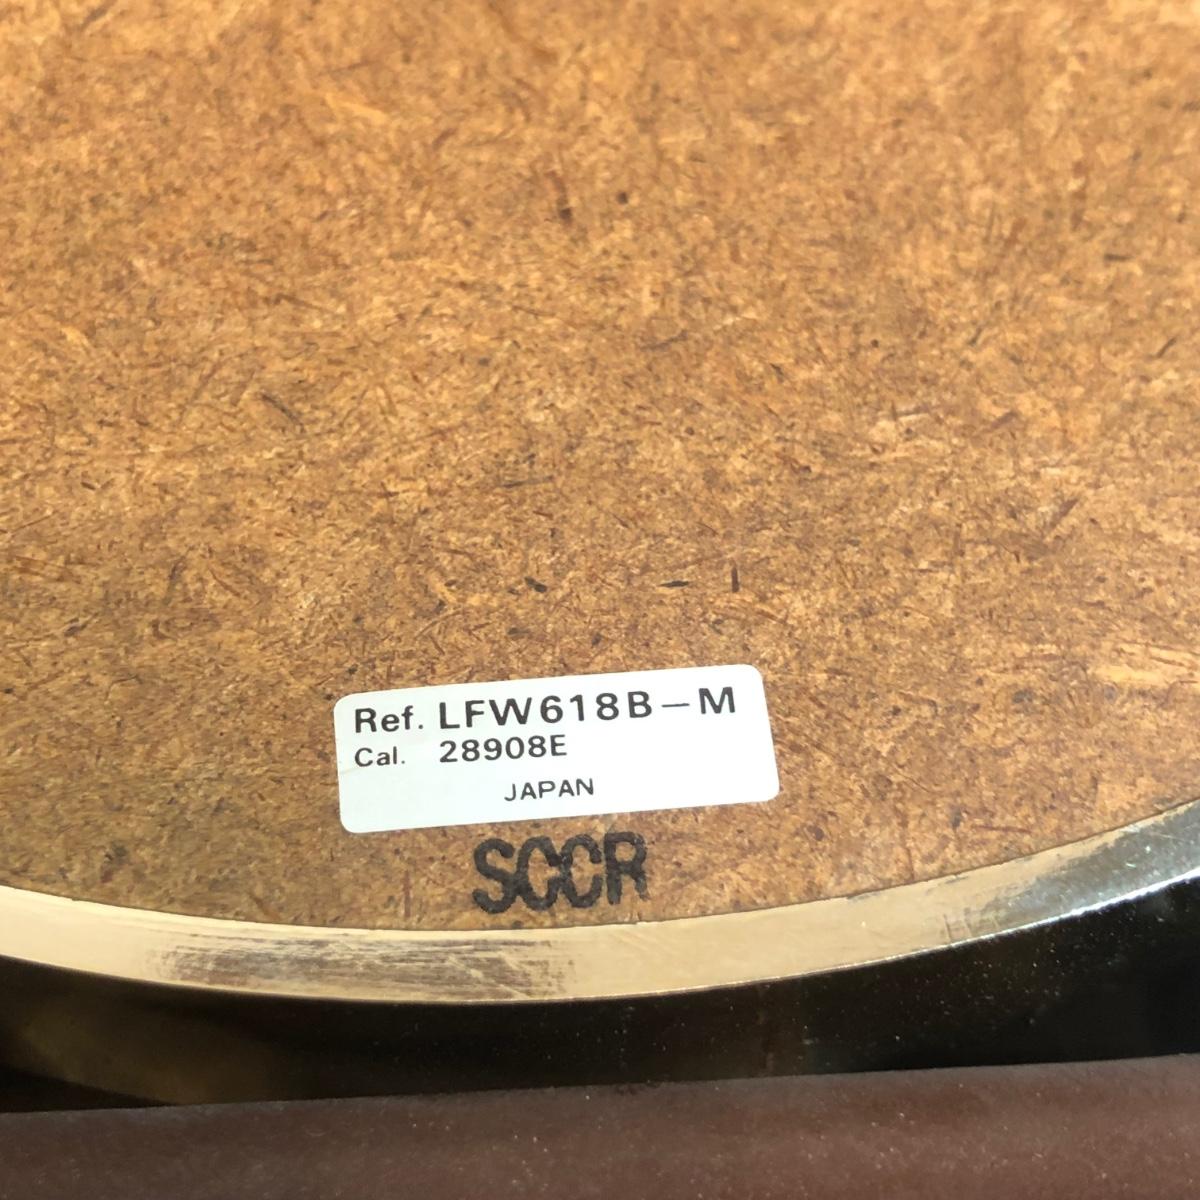 Ref. LFW618B-M
Cal. 28908E
JAPAN
SCCR